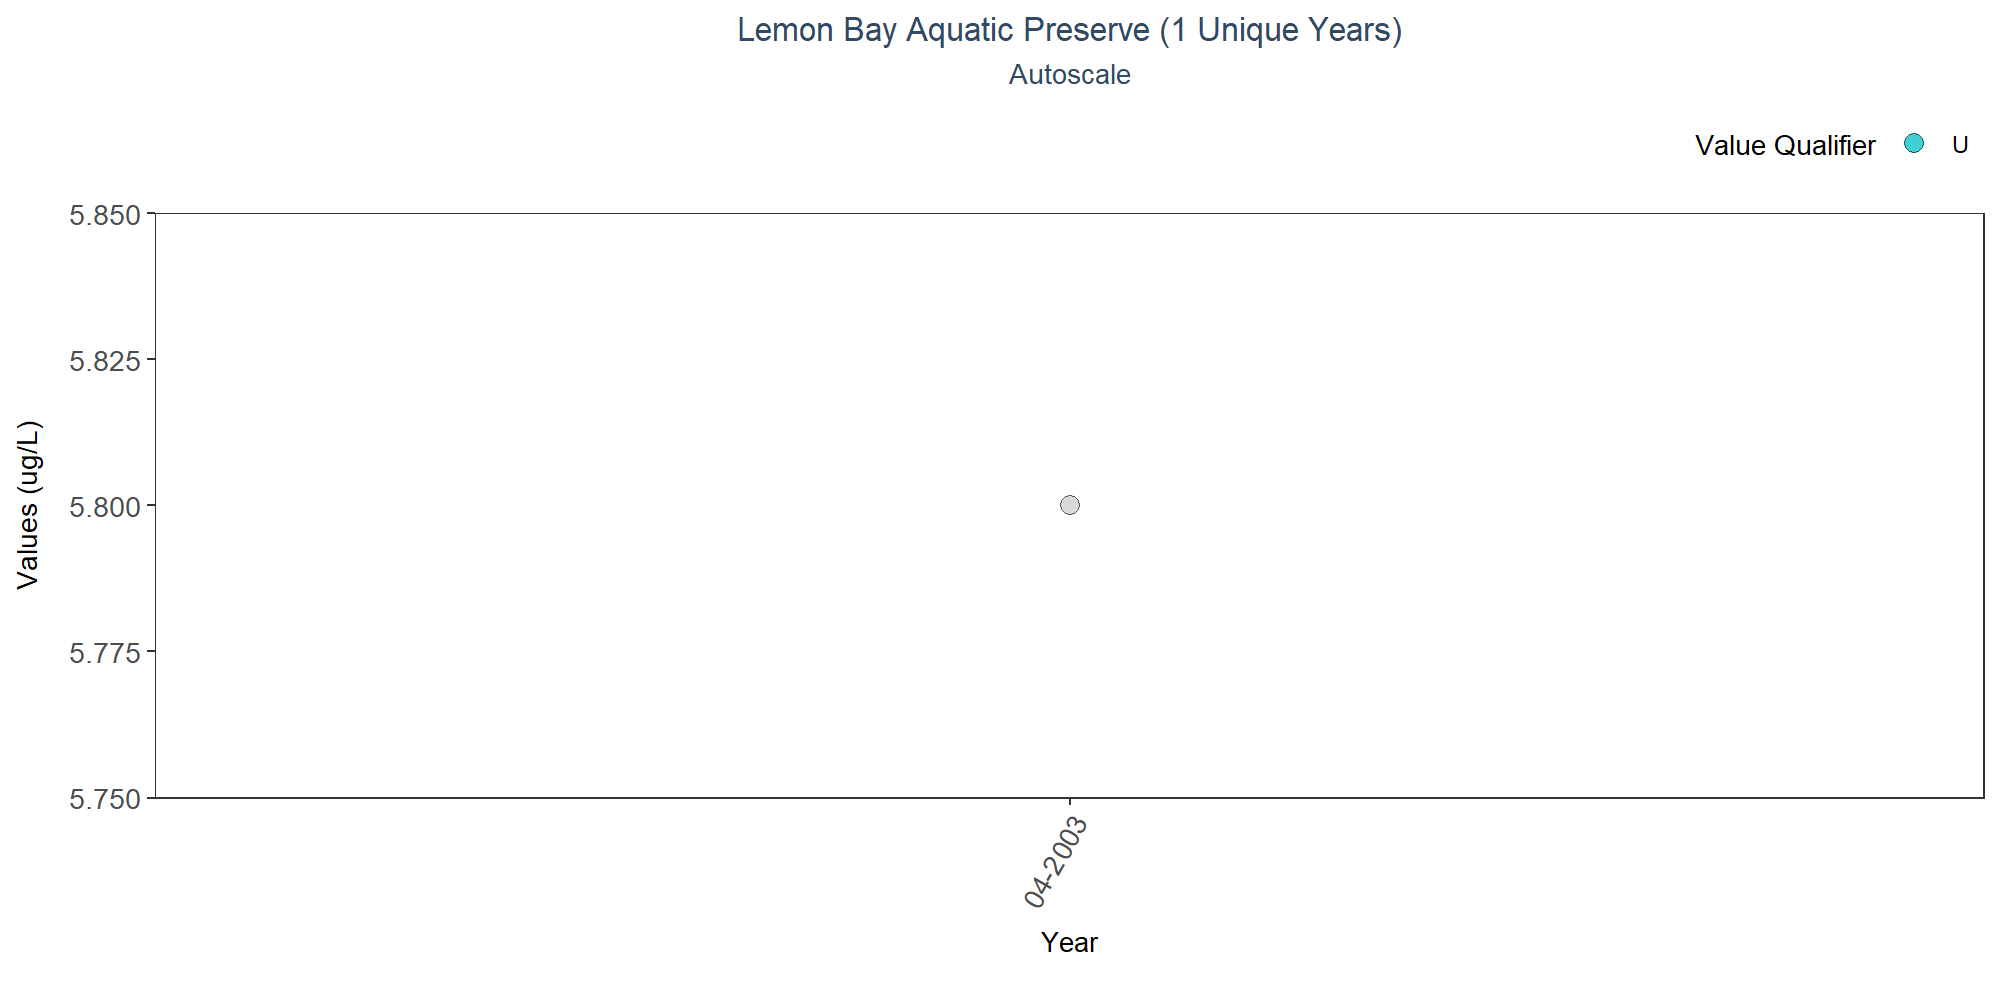 Lemon Bay Aquatic Preserve (1 Unique Years)
Autoscale
Value Qualifier U
5.850
5.825
5.800
5.775
5.750
Values (ug/L)
04-2003
Year